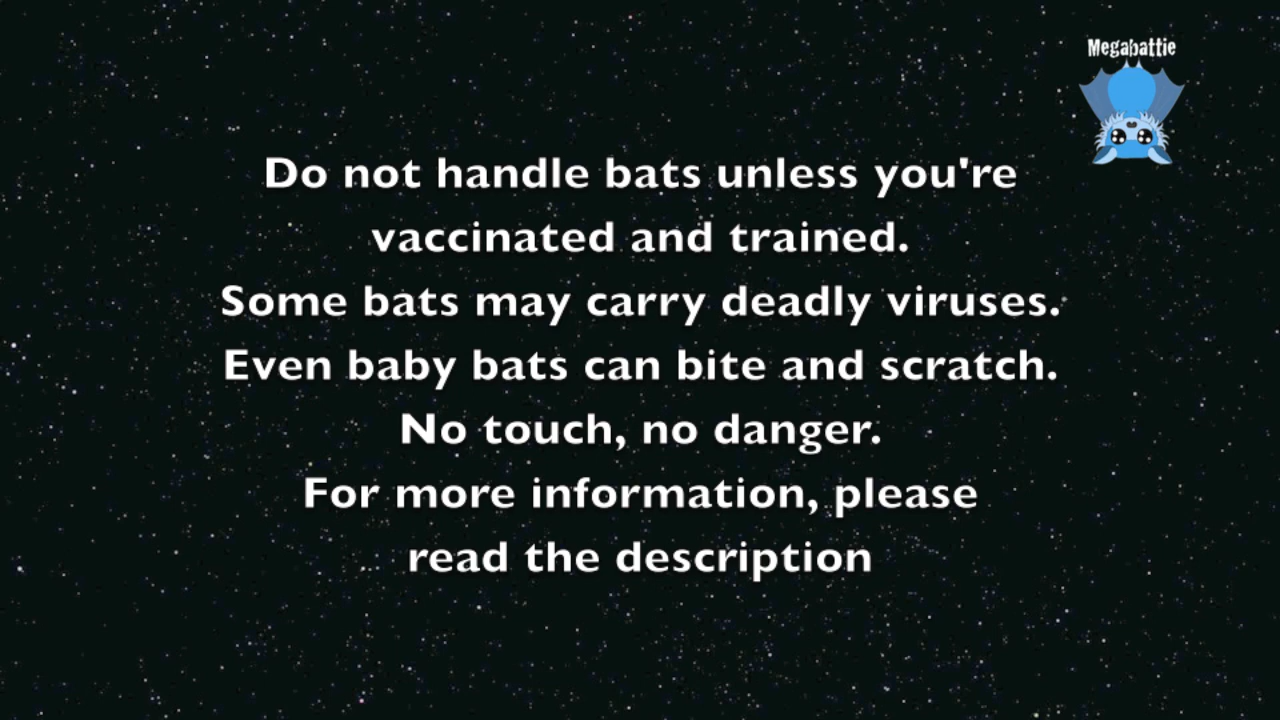 Megabattie
Do not handle bats unless you're
vaccinated and trained.
Some bats may carry deadly viruses.
Even baby bats can bite and scratch.
No touch, no danger.
For more information, please
read the description